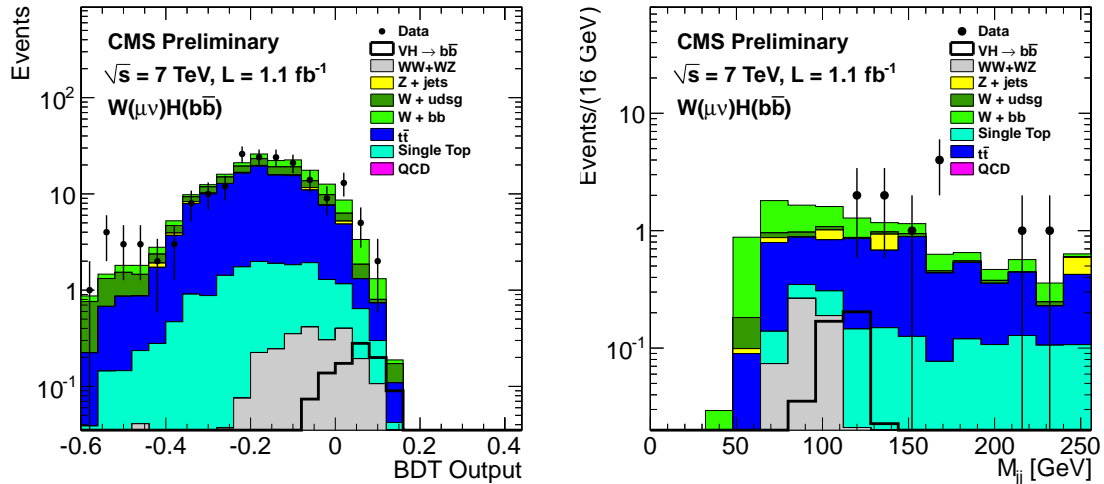 Events
10²
10
1
10⁻¹
CMS Preliminary
√s = 7 TeV, L = 1.1 fb⁻¹
W(μν)H(bb̅)
Data
VH → bb̅
WW+WZ
Z + jets
W + udsg
W + bb
tt̅
Single Top
QCD
-0.6 -0.4 -0.2 0 0.2 0.4
BDT Output
Events/(16 GeV)
10
1
10⁻¹
CMS Preliminary
√s = 7 TeV, L = 1.1 fb⁻¹
W(μν)H(bb̅)
Data
VH → bb̅
WW+WZ
Z + jets
W + udsg
W + bb
Single Top
tt̅
QCD
0 50 100 150 200 250
M_jj [GeV]